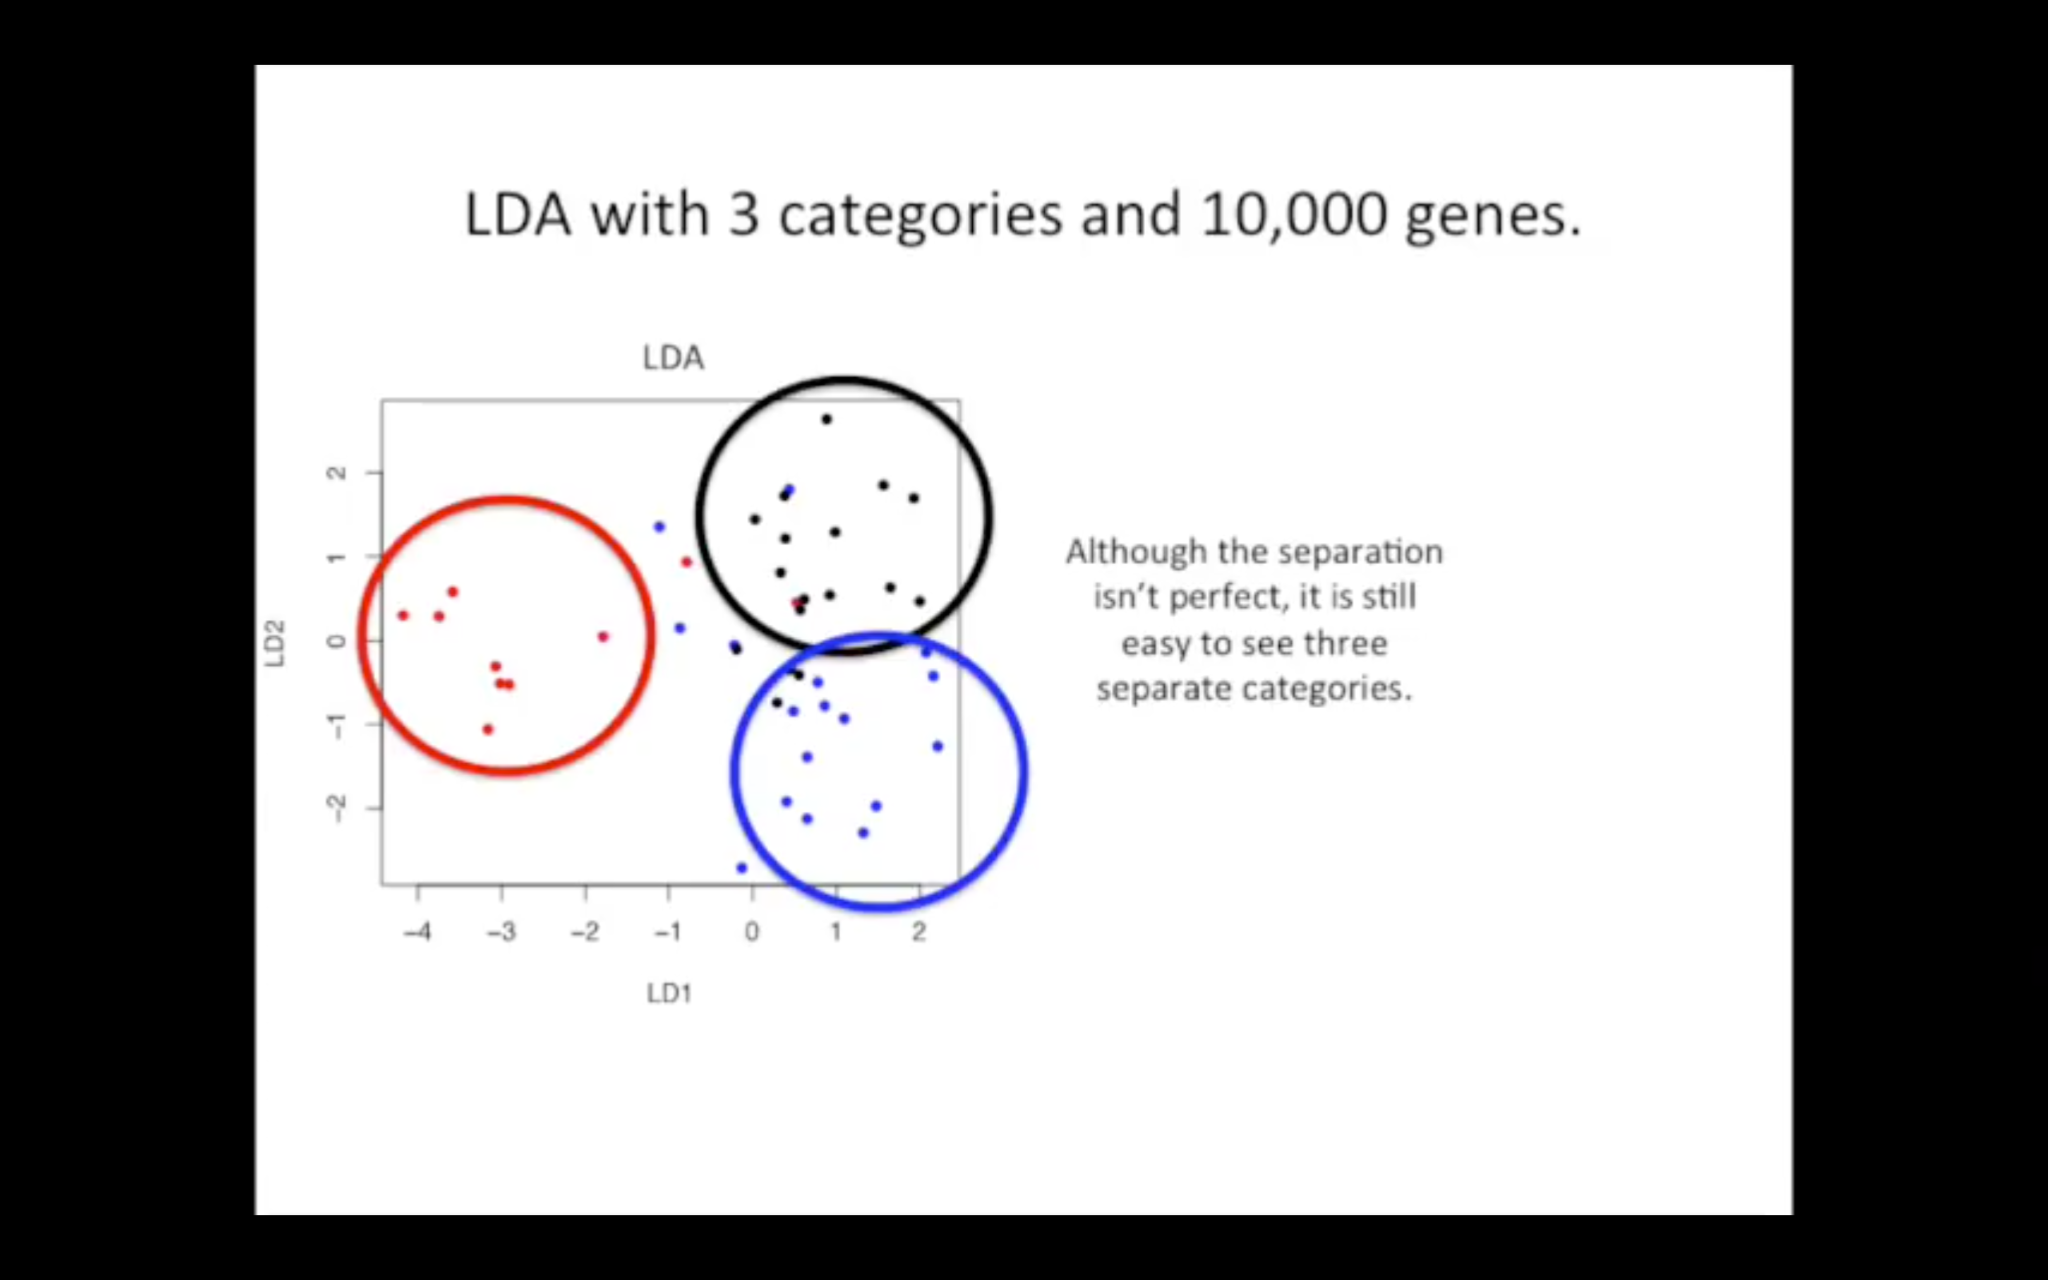 LDA with 3 categories and 10,000 genes.
LDA
2
1
0
−1
−2
LD2
−4 −3 −2 −1 0 1 2
LD1
Although the separation
isn’t perfect, it is still
easy to see three
separate categories.